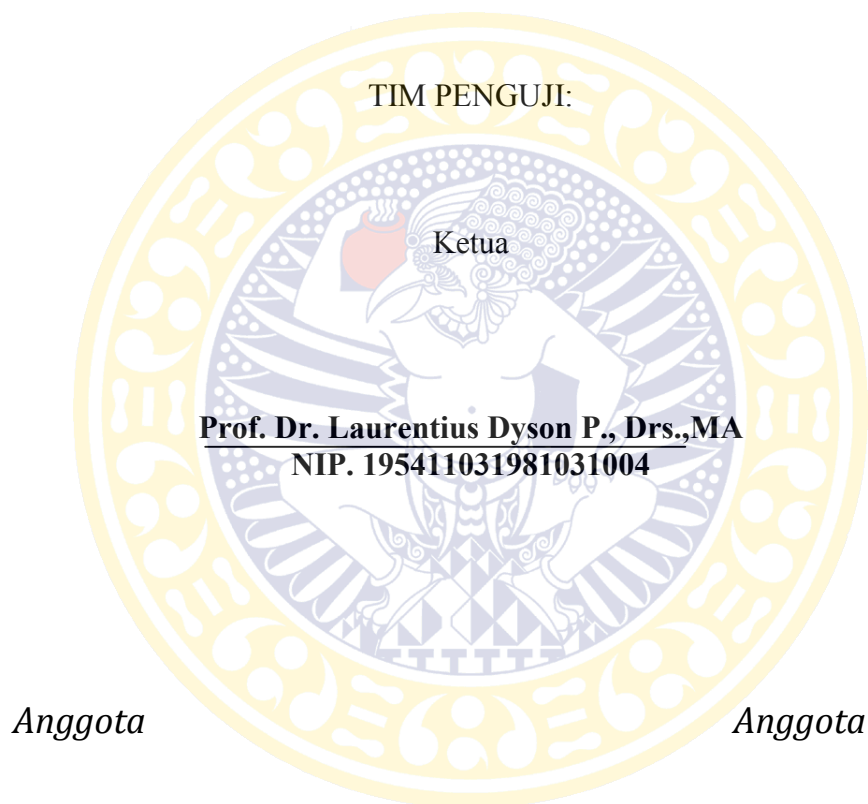 TIM PENGUJI:
Ketua
Prof. Dr. Laurentius Dyson P., Drs.,MA
NIP. 195411031981031004
Anggota Anggota